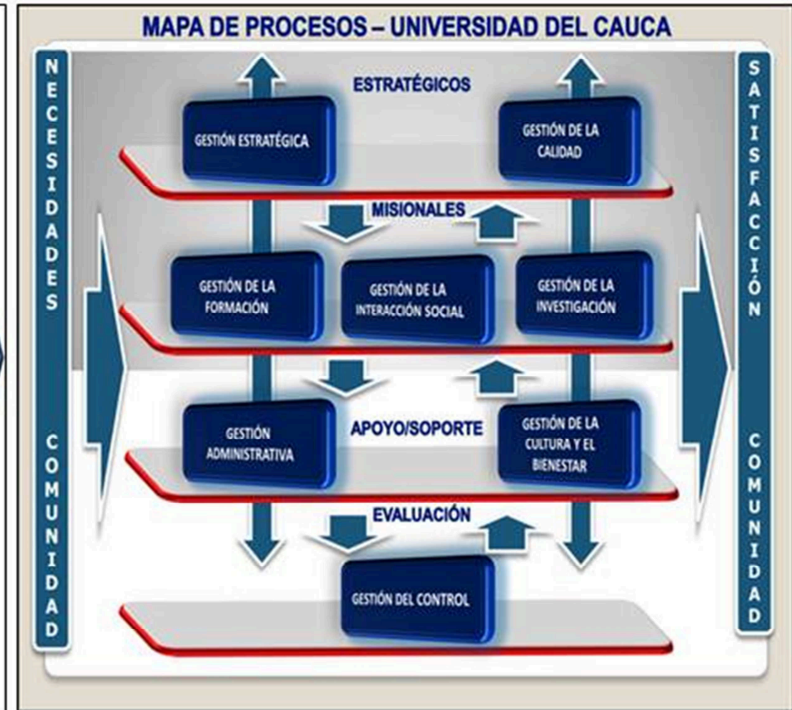 MAPA DE PROCESOS – UNIVERSIDAD DEL CAUCA
NECESIDADES COMUNIDAD
ESTRATÉGICOS
GESTIÓN ESTRATÉGICA
GESTIÓN DE LA
CALIDAD
MISIONALES
GESTIÓN DE LA
FORMACIÓN
GESTIÓN DE LA
INTERACCIÓN SOCIAL
GESTIÓN DE LA
INVESTIGACIÓN
APOYO/SOPORTE
GESTIÓN
ADMINISTRATIVA
GESTIÓN DE LA
CULTURA Y EL
BIENESTAR
EVALUACIÓN
GESTIÓN DEL CONTROL
SATISFACCIÓN COMUNIDAD